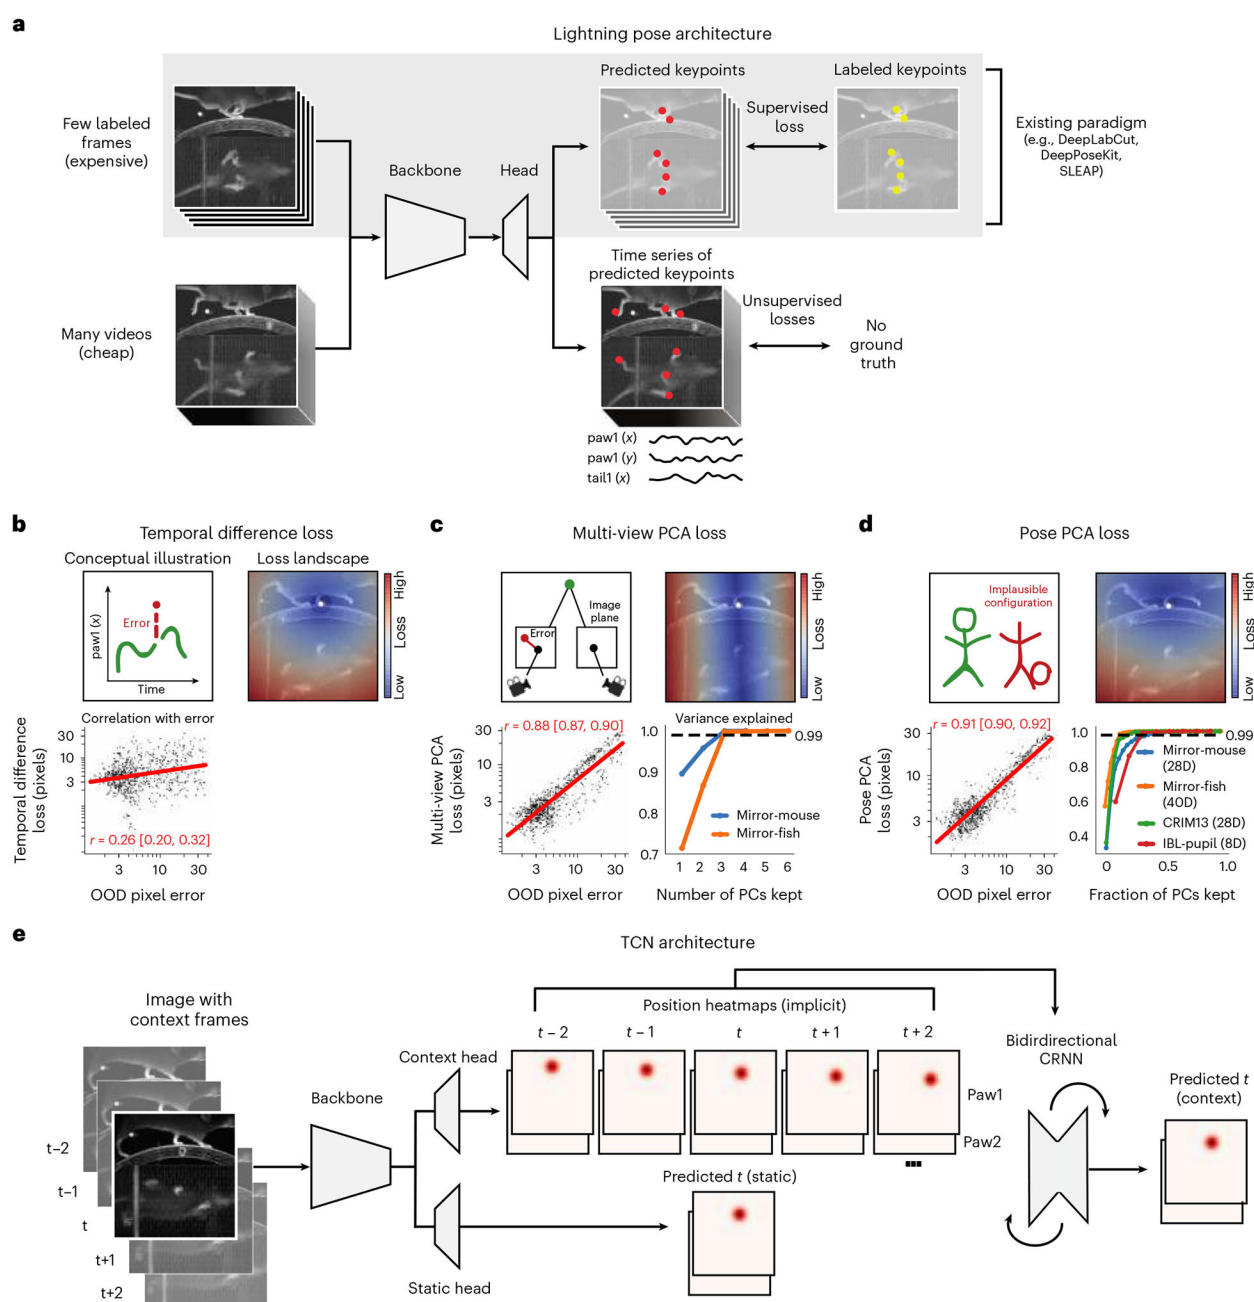 a
Lightning pose architecture
Few labeled
frames
(expensive)
Many videos
(cheap)
Backbone
Head
Predicted keypoints
Supervised
loss
Labeled keypoints
Existing paradigm
(e.g., DeepLabCut,
DeepPoseKit,
SLEAP)
Time series of
predicted keypoints
Unsupervised
losses
No
ground
truth
paw1 (x)
paw1 (y)
tail1 (x)
b
Temporal difference loss
Conceptual illustration
Loss landscape
paw1 (x)
Error
Time
High
Loss
Low
Correlation with error
Temporal difference
loss (pixels)
30
10
3
r = 0.26 [0.20, 0.32]
3
10
30
OOD pixel error
c
Multi-view PCA loss
Image
plane
Error
High
Loss
Low
Multi-view PCA
loss (pixels)
30
10
3
r = 0.88 [0.87, 0.90]
3
10
30
OOD pixel error
Variance explained
1.0
0.9
0.8
0.7
0.99
Mirror-mouse
Mirror-fish
1 2 3 4 5 6
Number of PCs kept
d
Pose PCA loss
Implausible
configuration
High
Loss
Low
Pose PCA
loss (pixels)
30
10
3
r = 0.91 [0.90, 0.92]
3
10
30
OOD pixel error
1.0
0.8
0.6
0.4
0.99
Mirror-mouse
(28D)
Mirror-fish
(40D)
CRIM13 (28D)
IBL-pupil (8D)
0
0.5
1.0
Fraction of PCs kept
e
TCN architecture
Image with
context frames
t−2
t−1
t
t+1
t+2
Backbone
Context head
Static head
Position heatmaps (implicit)
t − 2
t − 1
t
t + 1
t + 2
Paw1
Paw2
Predicted t (static)
Bidirdirectional
CRNN
Predicted t
(context)